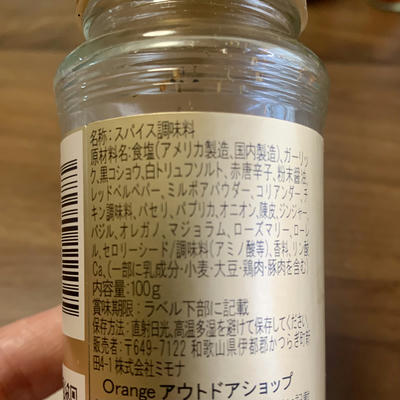 名称:スパイス調味料
原材料名:食塩(アメリカ製造、国内製造)、ガーリッ
ク、黒コショウ、白トリュフソルト、赤唐辛子、粉末醤油、
レッドベルペパー、ミルポアパウダー、コリアンダー、チ
キン調味料、パセリ、パプリカ、オニオン、陳皮、ジンジャー、
バジル、オレガノ、マジョラム、ローズマリー、ローレ
ル、セロリーシード/調味料(アミノ酸等)、香料、リン酸
Ca、(一部に乳成分・小麦・大豆・鶏肉・豚肉を含む)
内容量:100g
賞味期限:ラベル下部に記載
保存方法:直射日光、高温多湿を避けて保存してください
販売者:〒649-7122 和歌山県伊都郡かつらぎ町新
田4-1 株式会社ミモナ
Orange アウトドアショップ